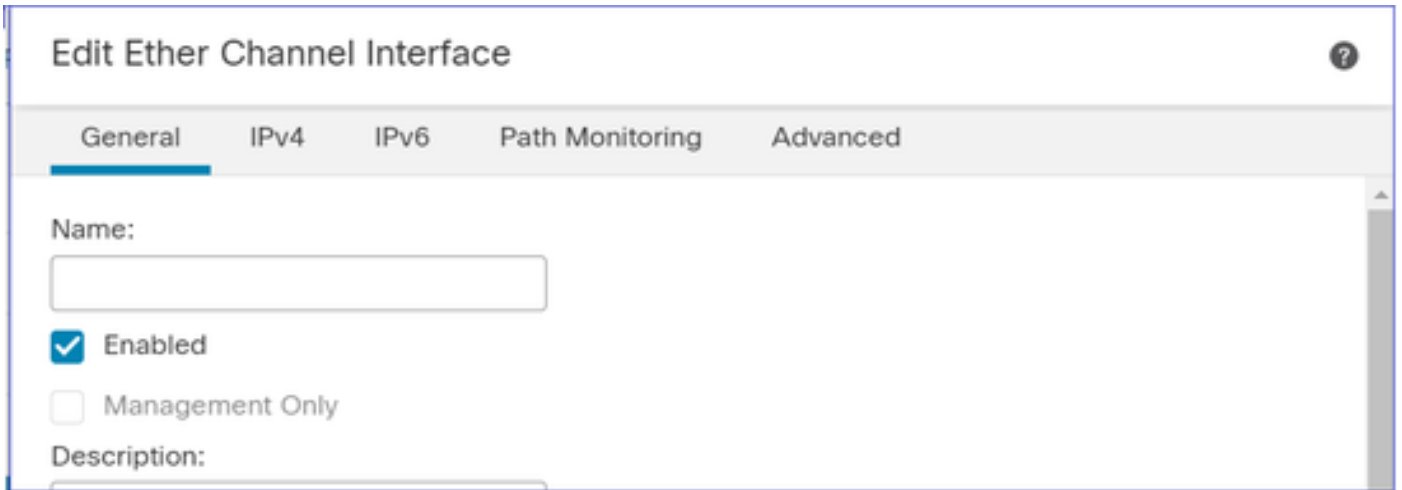 Edit Ether Channel Interface
General IPv4 IPv6 Path Monitoring Advanced
Name:
Enabled
Management Only
Description: